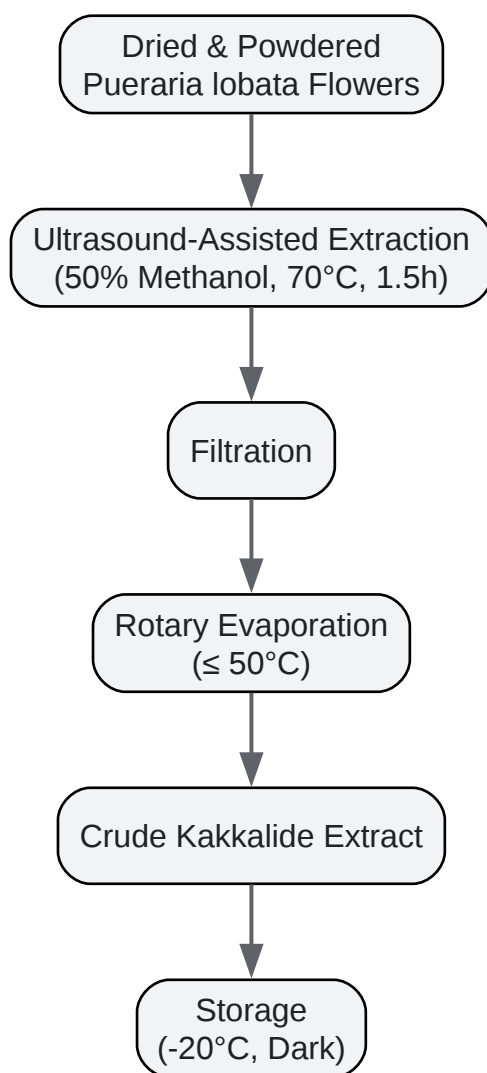 Dried & Powdered
Pueraria lobata Flowers
Ultrasound-Assisted Extraction
(50% Methanol, 70°C, 1.5h)
Filtration
Rotary Evaporation
(≤ 50°C)
Crude Kakkalide Extract
Storage
(-20°C, Dark)